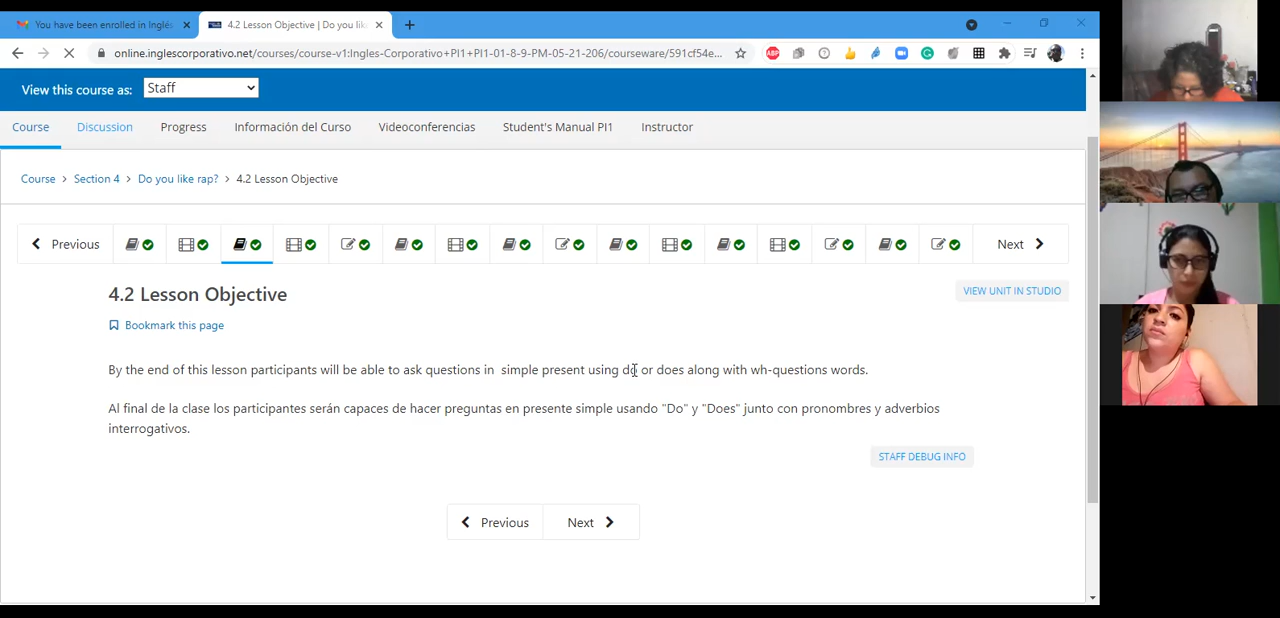 You have been enrolled in Inglés
4.2 Lesson Objective | Do you lik
online.inglescorporativo.net/courses/course-v1:Ingles-Corporativo+PI1+PI1-01-8-9-PM-05-21-206/courseware/591cf54e...
View this course as:
Staff
Course
Discussion
Progress
Información del Curso
Videoconferencias
Student's Manual PI1
Instructor
Course > Section 4 > Do you like rap? > 4.2 Lesson Objective
Previous
Next
4.2 Lesson Objective
VIEW UNIT IN STUDIO
Bookmark this page
By the end of this lesson participants will be able to ask questions in simple present using do or does along with wh-questions words.
Al final de la clase los participantes serán capaces de hacer preguntas en presente simple usando "Do" y "Does" junto con pronombres y adverbios
interrogativos.
STAFF DEBUG INFO
Previous
Next